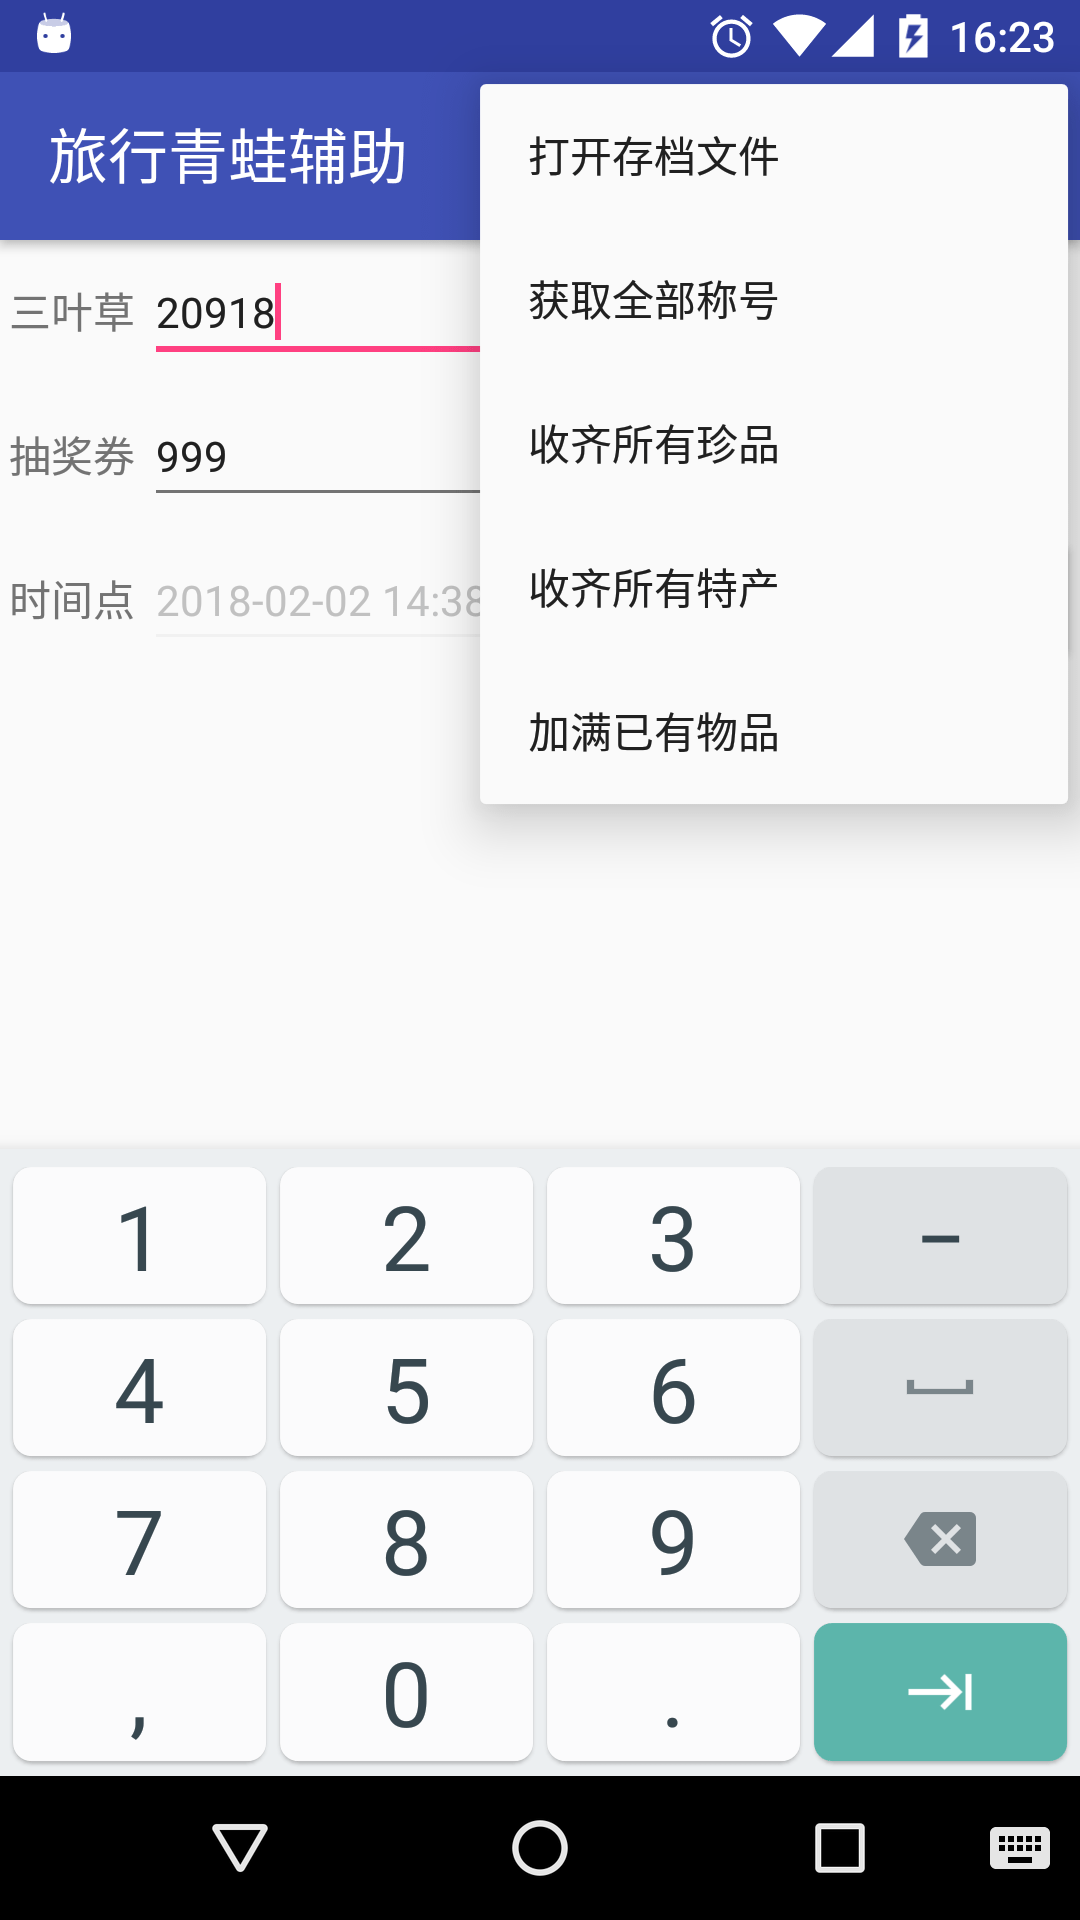 16:23
旅行青蛙辅助
打开存档文件
获取全部称号
收齐所有珍品
收齐所有特产
加满已有物品
三叶草 20918
抽奖券 999
时间点 2018-02-02 14:38
1 2 3 –
4 5 6
7 8 9
, 0 .